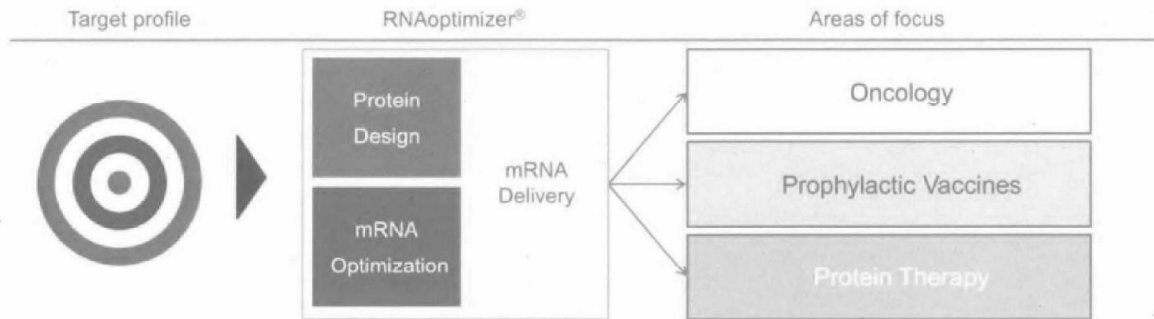 Target profile
RNAoptimizer®
Areas of focus
Protein
Design
mRNA
Optimization
mRNA
Delivery
Oncology
Prophylactic Vaccines
Protein Therapy